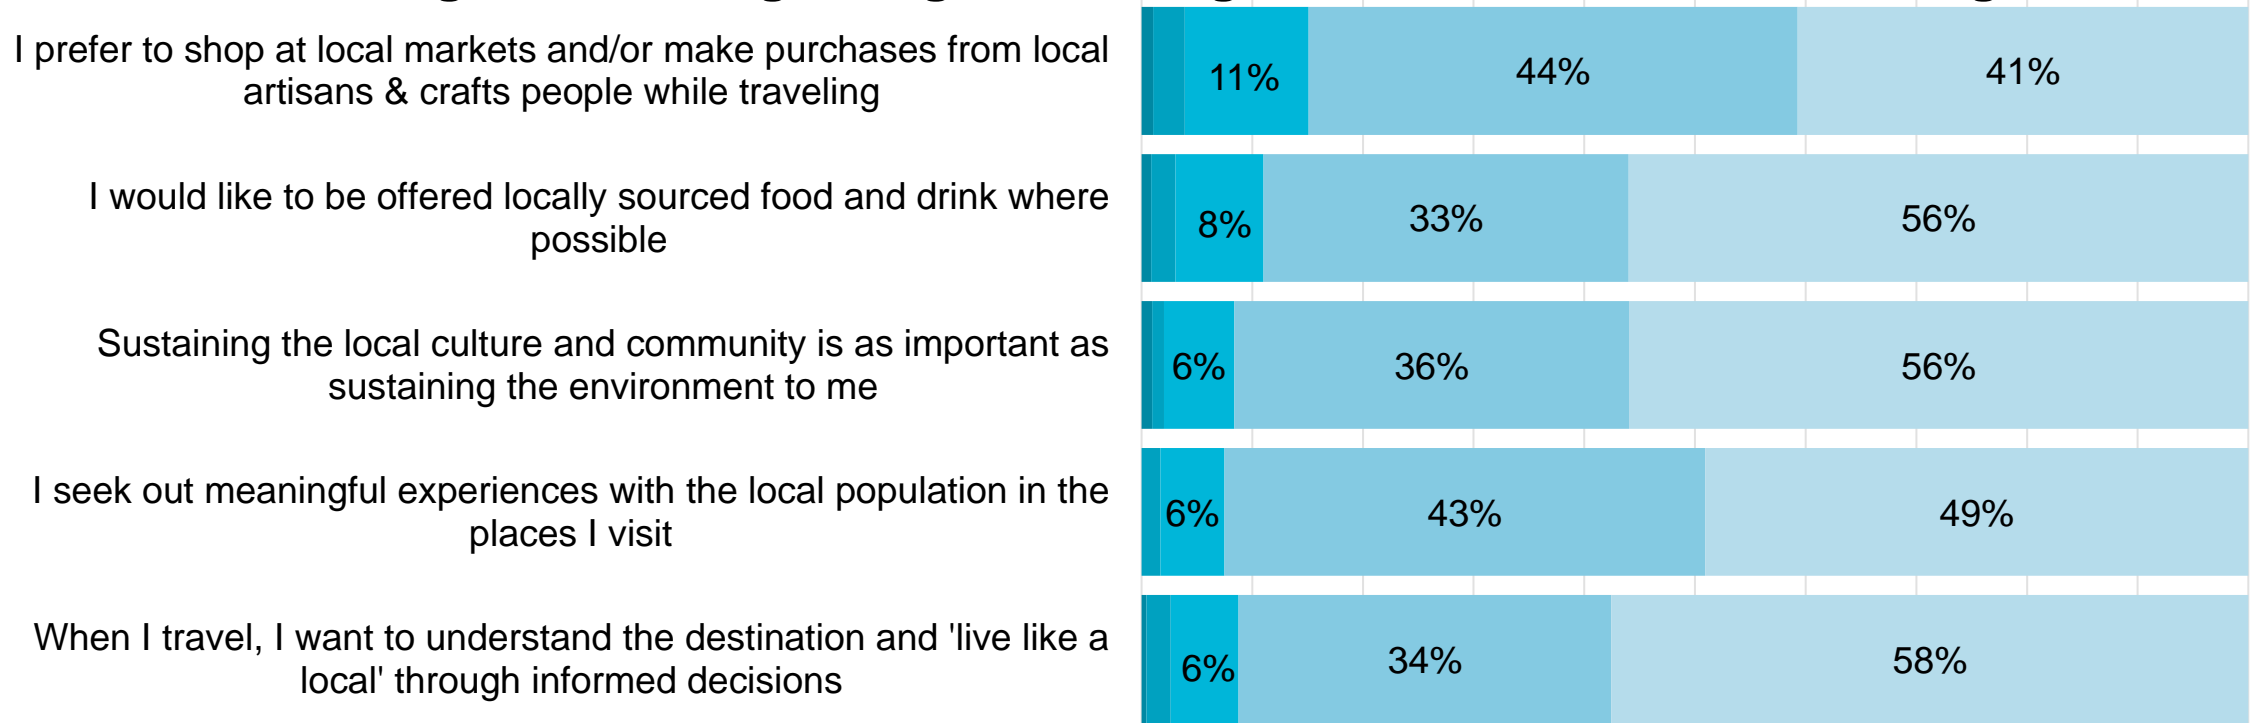 I prefer to shop at local markets and/or make purchases from local
artisans & crafts people while traveling
11% 44% 41%
I would like to be offered locally sourced food and drink where
possible
8% 33% 56%
Sustaining the local culture and community is as important as
sustaining the environment to me
6% 36% 56%
I seek out meaningful experiences with the local population in the
places I visit
6% 43% 49%
When I travel, I want to understand the destination and 'live like a
local' through informed decisions
6% 34% 58%